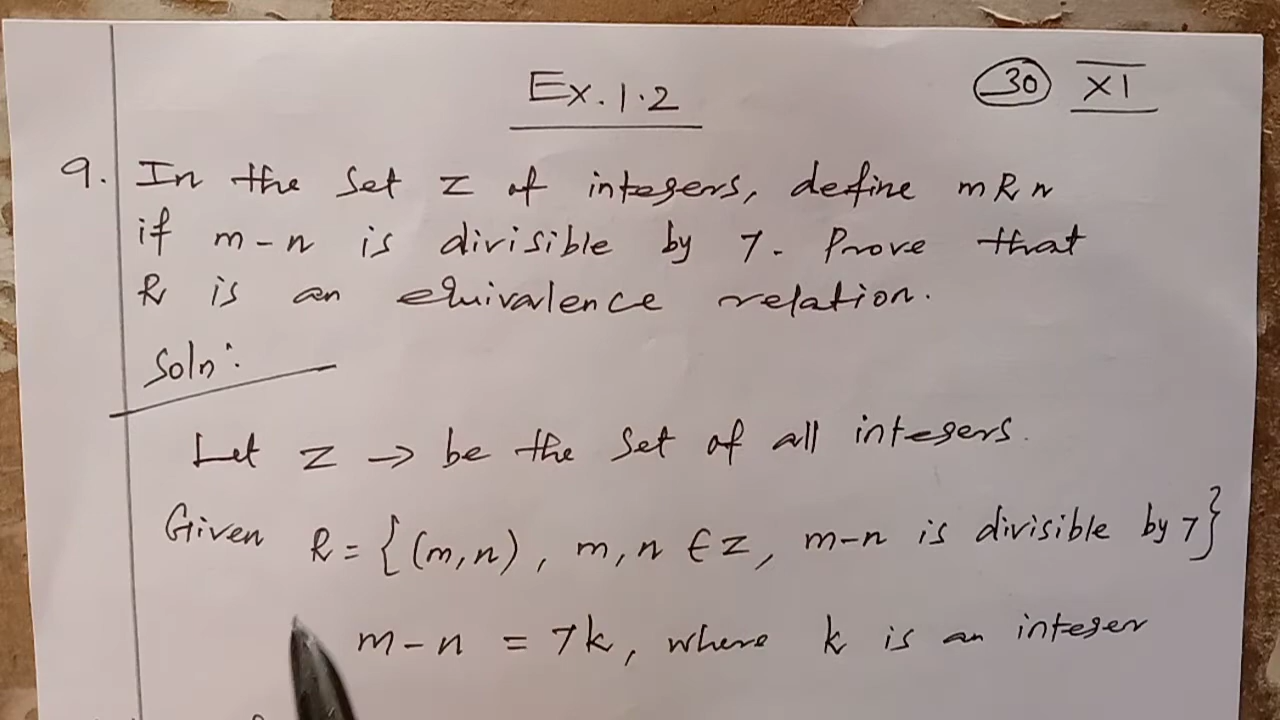 Ex. 1.2
30 XI
9. In the set Z of integers, define m R n
if m - n is divisible by 7. Prove that
R is an equivalence relation.
Soln:
Let Z → be the set of all integers.
Given R = {(m,n), m, n ∈ Z, m-n is divisible by 7}
m-n = 7k, where k is an integer